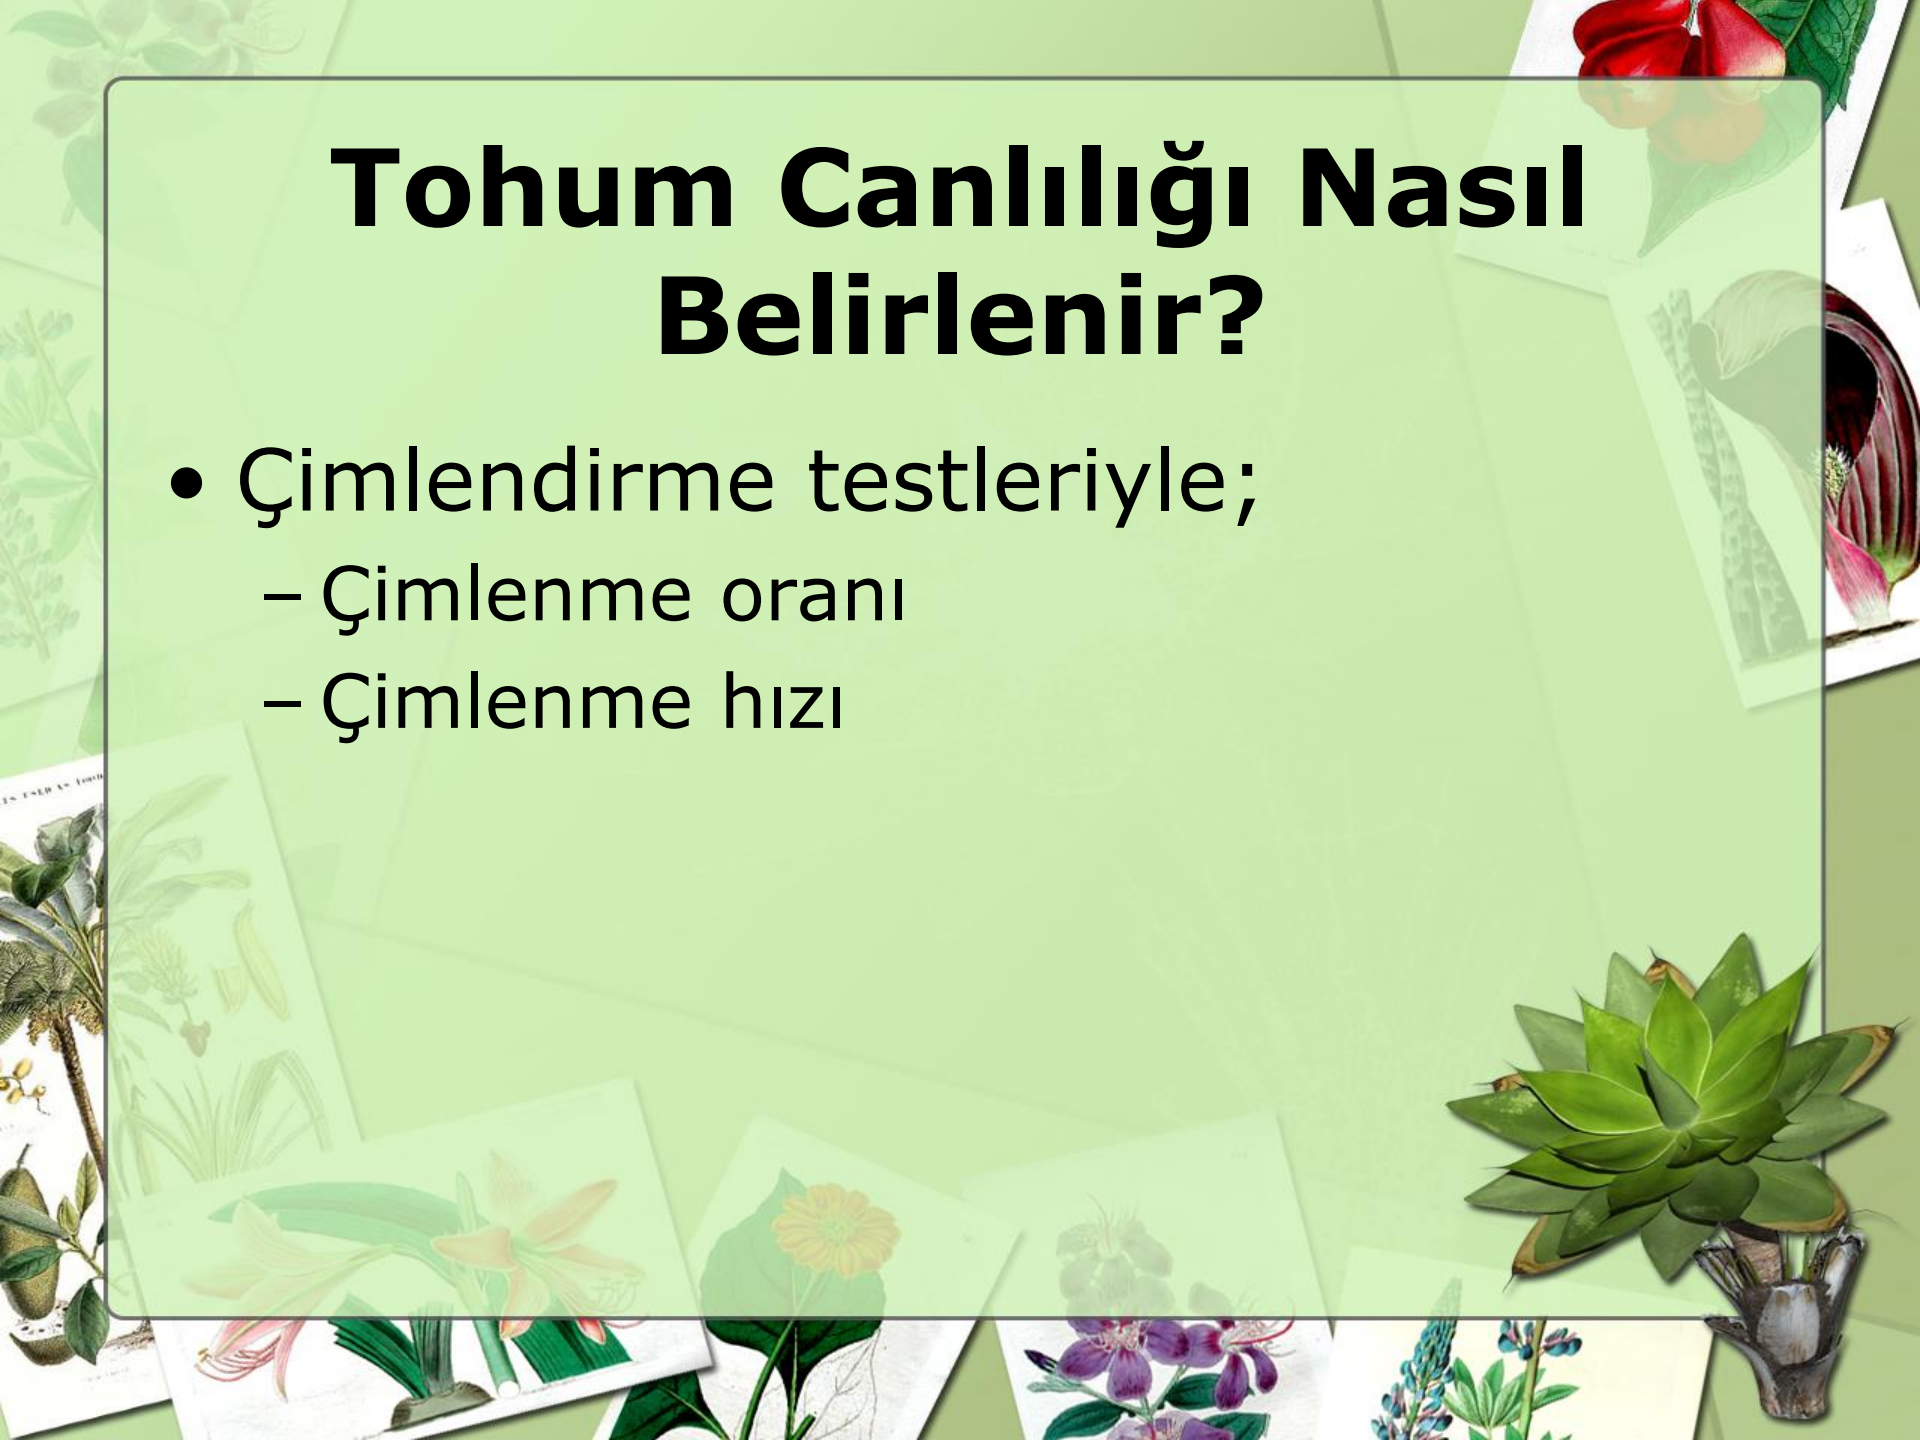 Tohum Canlılığı Nasıl
Belirlenir?
• Çimlendirme testleriyle;
– Çimlenme oranı
– Çimlenme hızı